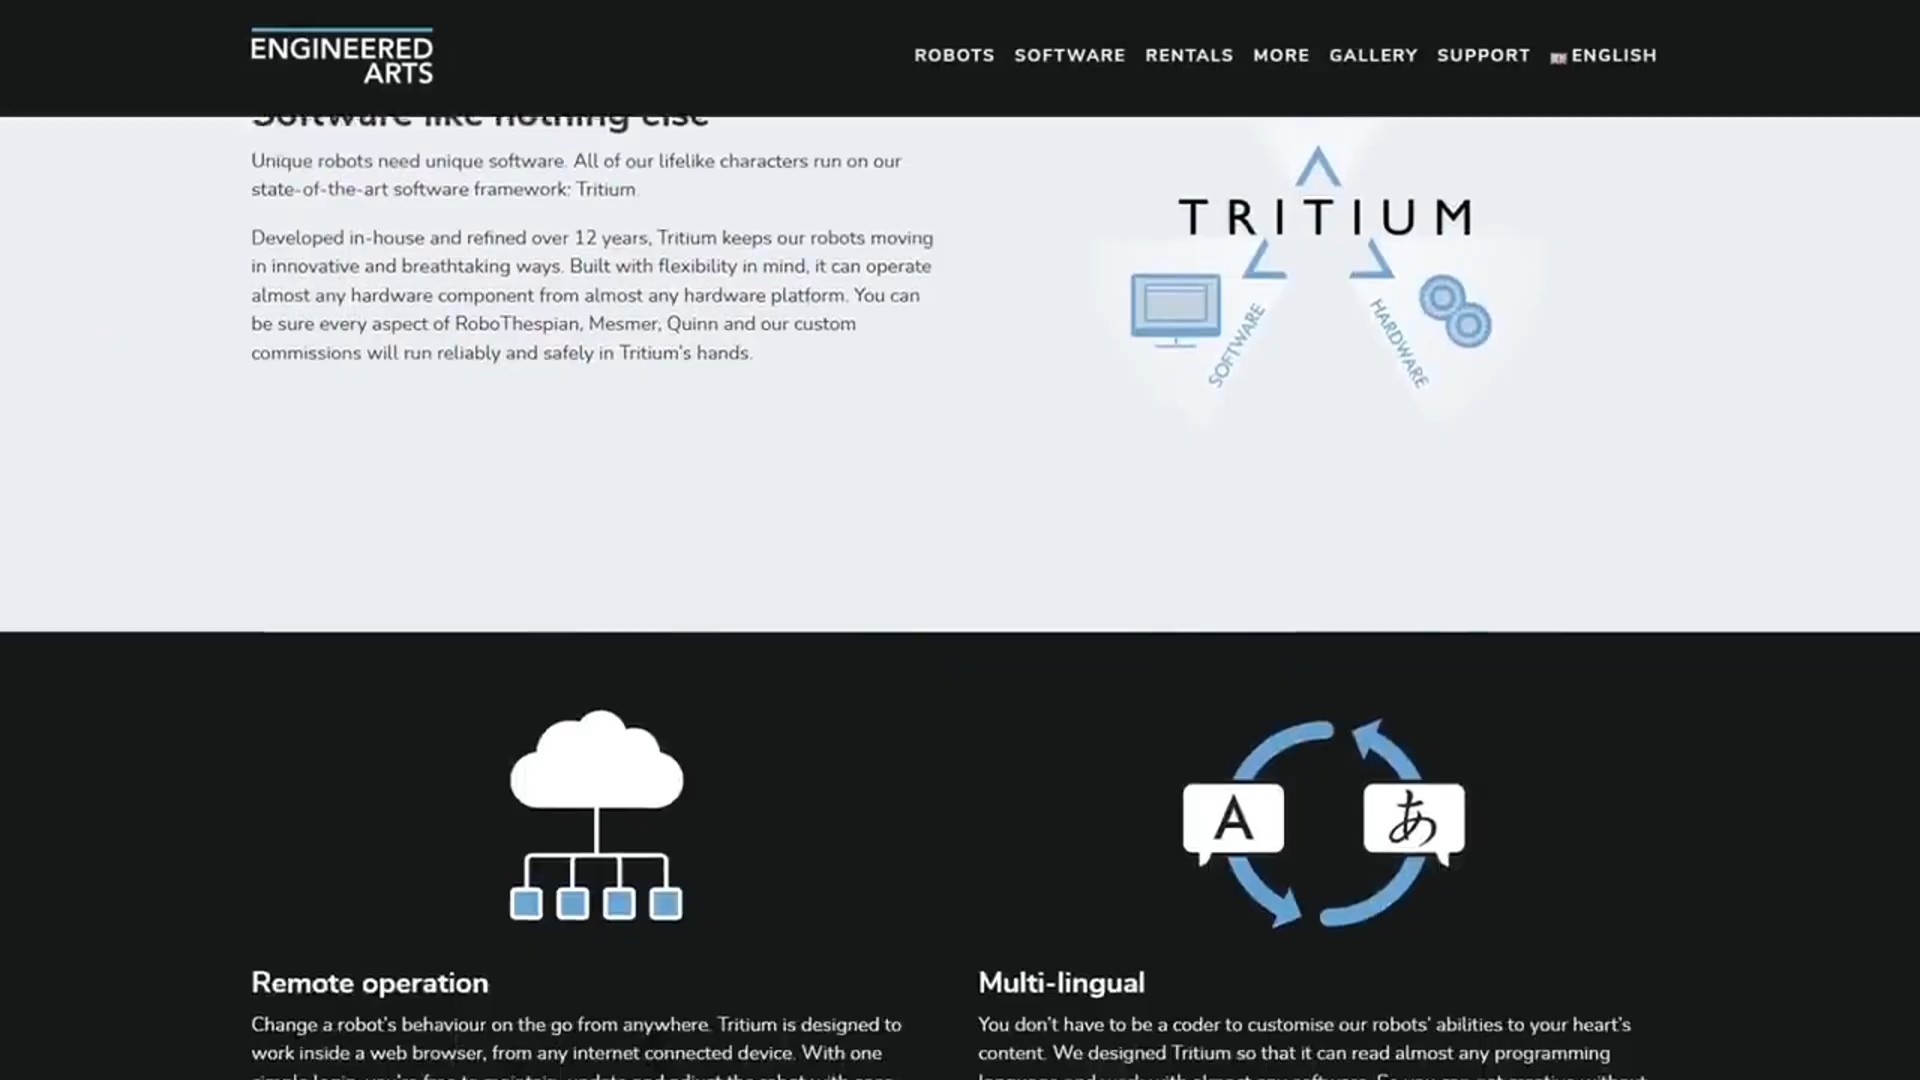 ENGINEERED
ARTS
ROBOTS SOFTWARE RENTALS MORE GALLERY SUPPORT ENGLISH
Software like nothing else
Unique robots need unique software. All of our lifelike characters run on our
state-of-the-art software framework: Tritium.
Developed in-house and refined over 12 years, Tritium keeps our robots moving
in innovative and breathtaking ways. Built with flexibility in mind, it can operate
almost any hardware component from almost any hardware platform. You can
be sure every aspect of RoboThespian, Mesmer, Quinn and our custom
commissions will run reliably and safely in Tritium's hands.
TRITIUM
SOFTWARE
HARDWARE
A
あ
Remote operation
Change a robot's behaviour on the go from anywhere. Tritium is designed to
work inside a web browser, from any internet connected device. With one
Multi-lingual
You don't have to be a coder to customise our robots' abilities to your heart's
content. We designed Tritium so that it can read almost any programming